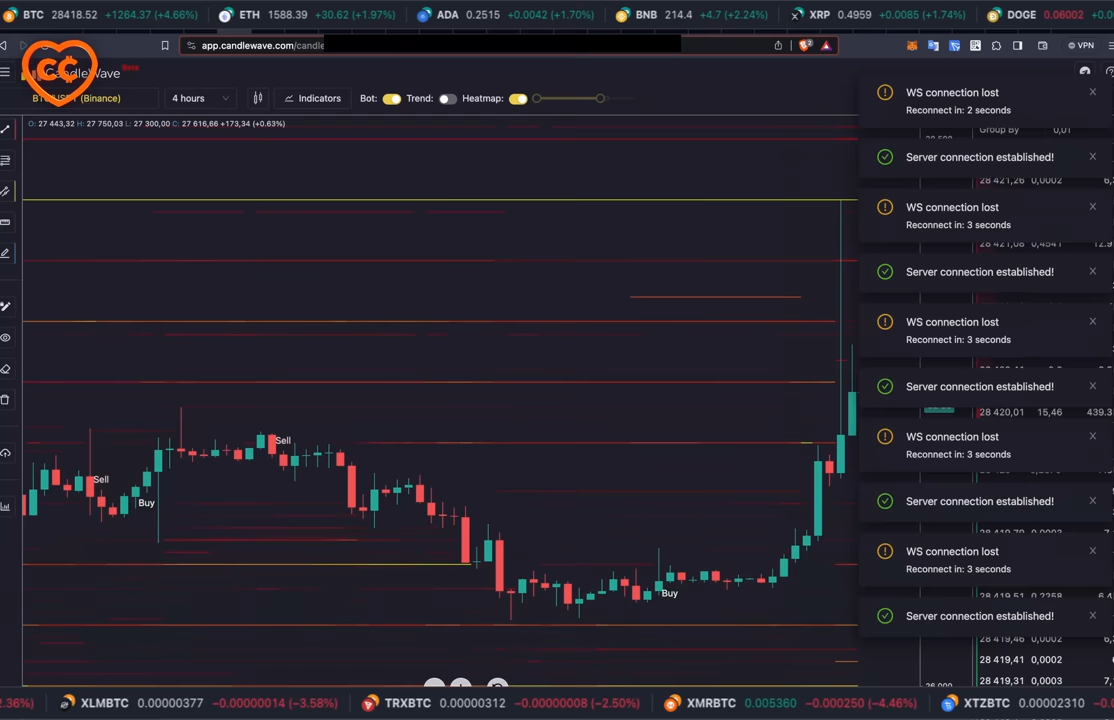 BTC 28418.52 +1264.37 (+4.66%) ETH 1588.39 +30.62 (+1.97%) ADA 0.2515 +0.0042 (+1.70%) BNB 214.4 +4.7 (+2.24%) XRP 0.4959 +0.0085 (+1.74%) DOGE 0.06002
app.candlewave.com/candle
VPN
CandleWave Beta
(Binance) 4 hours Indicators Bot: Trend: Heatmap:
O: 27 443,32 H: 27 750,03 L: 27 300,00 C: 27 616,66 +173,34 (+0.63%)
WS connection lost
Reconnect in: 2 seconds
Group By 0,01
Server connection established!
28 421,26 0,0002
WS connection lost
Reconnect in: 3 seconds
28 421,08 0,4541
Server connection established!
WS connection lost
Reconnect in: 3 seconds
Server connection established!
28 420,01 15,46 439.3
WS connection lost
Reconnect in: 3 seconds
Server connection established!
WS connection lost
Reconnect in: 3 seconds
28 419,51 0,2258
Server connection established!
28 419,46 0,0002
28 419,41 0,0002
28 419,31 0,0003
Sell
Sell
Buy
Buy
XLMBTC 0.00000377 −0.00000014 (−3.58%) TRXBTC 0.00000312 −0.00000008 (−2.50%) XMRBTC 0.005360 −0.000250 (−4.46%) XTZBTC 0.00002310